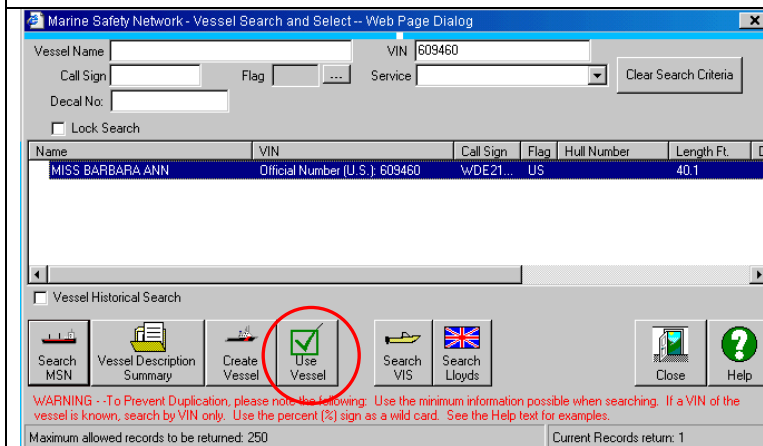 Marine Safety Network - Vessel Search and Select -- Web Page Dialog
Vessel Name VIN 609460
Call Sign Flag ... Service Clear Search Criteria
Decal No:
Lock Search
Name VIN Call Sign Flag Hull Number Length Ft.
MISS BARBARA ANN Official Number (U.S.): 609460 WDE21... US 40.1
Vessel Historical Search
Search MSN Vessel Description Summary Create Vessel Use Vessel Search VIS Search Lloyds Close Help
WARNING - -To Prevent Duplication, please note the following: Use the minimum information possible when searching. If a VIN of the
vessel is known, search by VIN only. Use the percent (%) sign as a wild card. See the Help text for examples.
Maximum allowed records to be returned: 250 Current Records return: 1